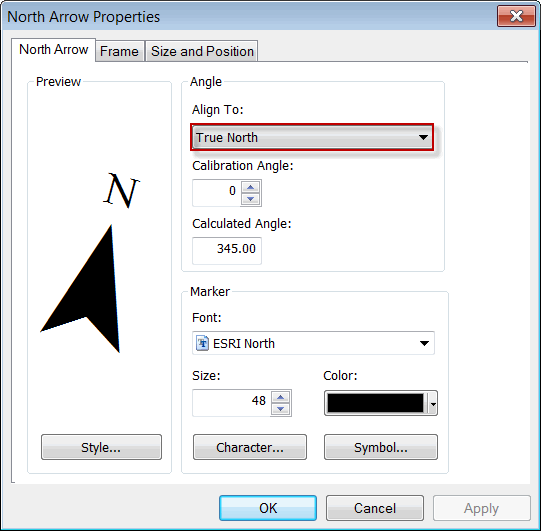 North Arrow Properties
North Arrow Frame Size and Position
Preview
N
Style...
Angle
Align To:
True North
Calibration Angle:
0
Calculated Angle:
345.00
Marker
Font:
ESRI North
Size: Color:
48
Character... Symbol...
OK Cancel Apply